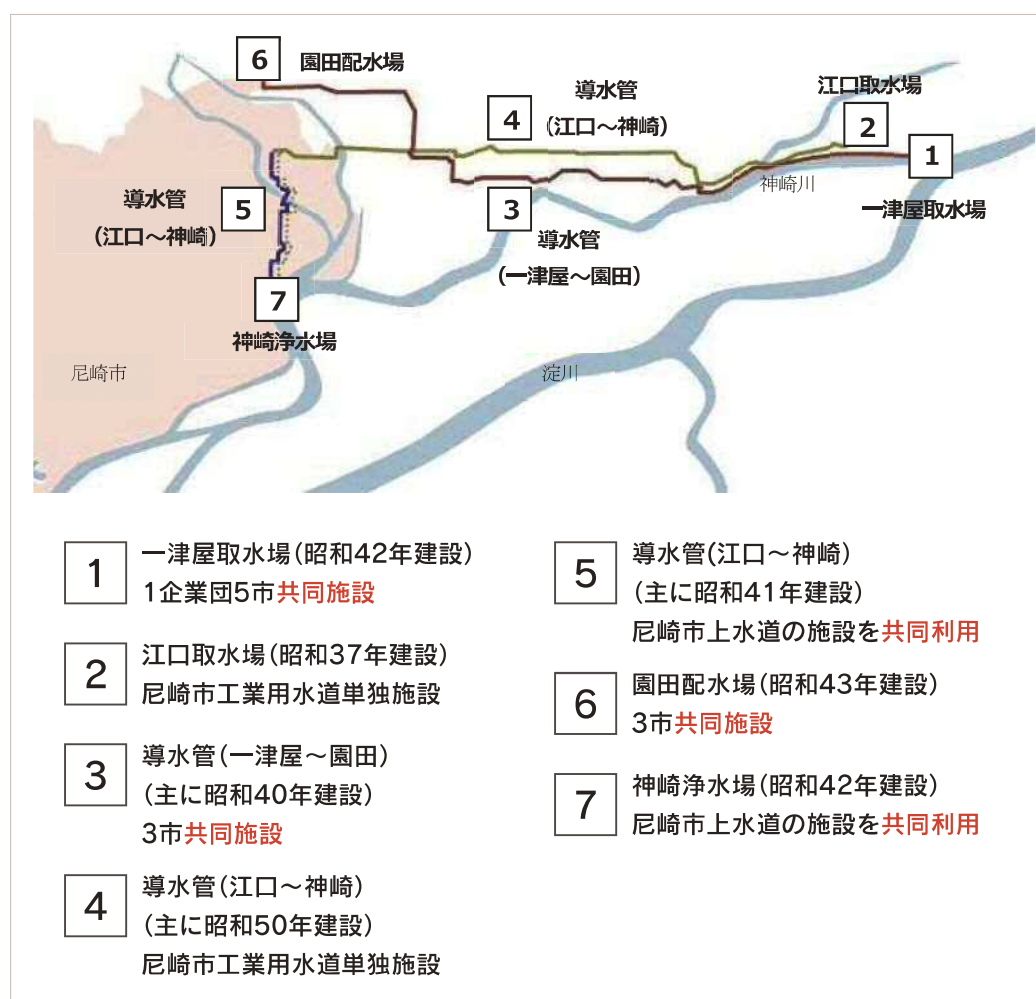 6
園田配水場
導水管
4
(江口～神崎)
江口取水場
2
1
神崎川
一津屋取水場
導水管
5
(江口～神崎)
3
導水管
(一津屋～園田)
7
神崎浄水場
尼崎市
淀川
1
一津屋取水場(昭和42年建設)
1企業団5市共同施設
2
江口取水場(昭和37年建設)
尼崎市工業用水道単独施設
3
導水管(一津屋～園田)
(主に昭和40年建設)
3市共同施設
4
導水管(江口～神崎)
(主に昭和50年建設)
尼崎市工業用水道単独施設
5
導水管(江口～神崎)
(主に昭和41年建設)
尼崎市上水道の施設を共同利用
6
園田配水場(昭和43年建設)
3市共同施設
7
神崎浄水場(昭和42年建設)
尼崎市上水道の施設を共同利用